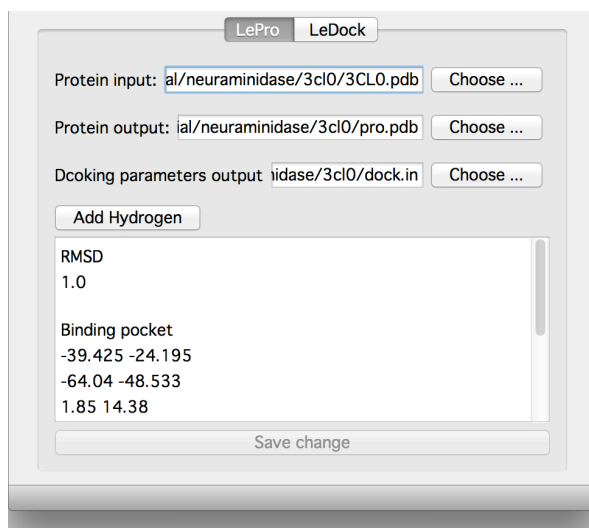 LePro LeDock
Protein input: al/neuraminidase/3cl0/3CL0.pdb Choose ...
Protein output: ial/neuraminidase/3cl0/pro.pdb Choose ...
Dcoking parameters output nidase/3cl0/dock.in Choose ...
Add Hydrogen
RMSD
1.0
Binding pocket
-39.425 -24.195
-64.04 -48.533
1.85 14.38
Save change